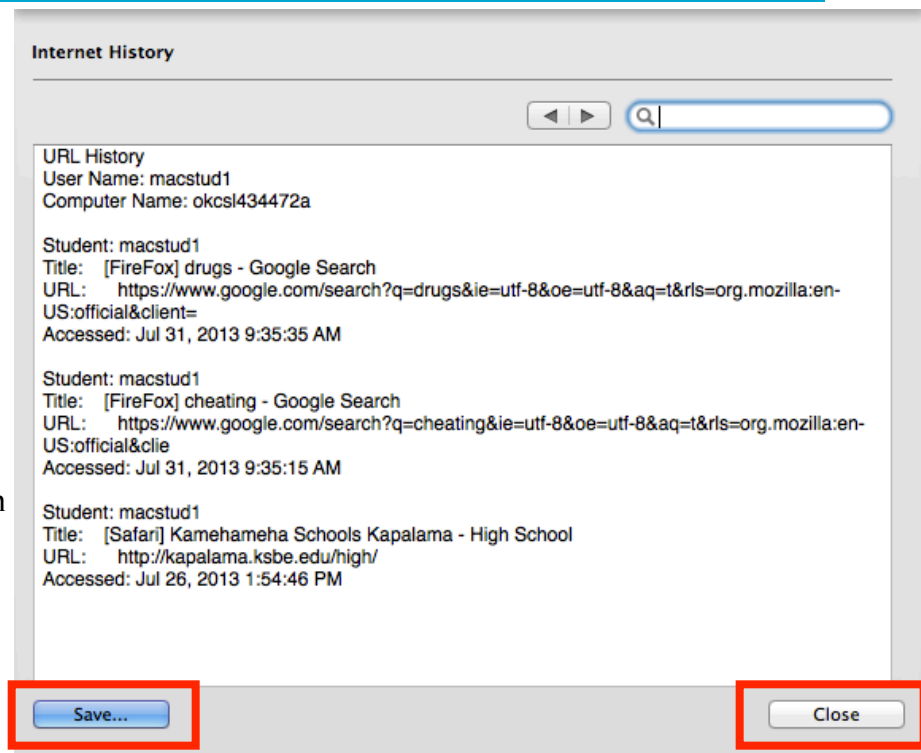 Internet History
URL History
User Name: macstud1
Computer Name: okcsl434472a
Student: macstud1
Title: [FireFox] drugs - Google Search
URL: https://www.google.com/search?q=drugs&ie=utf-8&oe=utf-8&aq=t&rls=org.mozilla:en-
US:official&client=
Accessed: Jul 31, 2013 9:35:35 AM
Student: macstud1
Title: [FireFox] cheating - Google Search
URL: https://www.google.com/search?q=cheating&ie=utf-8&oe=utf-8&aq=t&rls=org.mozilla:en-
US:official&clie
Accessed: Jul 31, 2013 9:35:15 AM
Student: macstud1
Title: [Safari] Kamehameha Schools Kapalama - High School
URL: http://kapalama.ksbe.edu/high/
Accessed: Jul 26, 2013 1:54:46 PM
Save...
Close